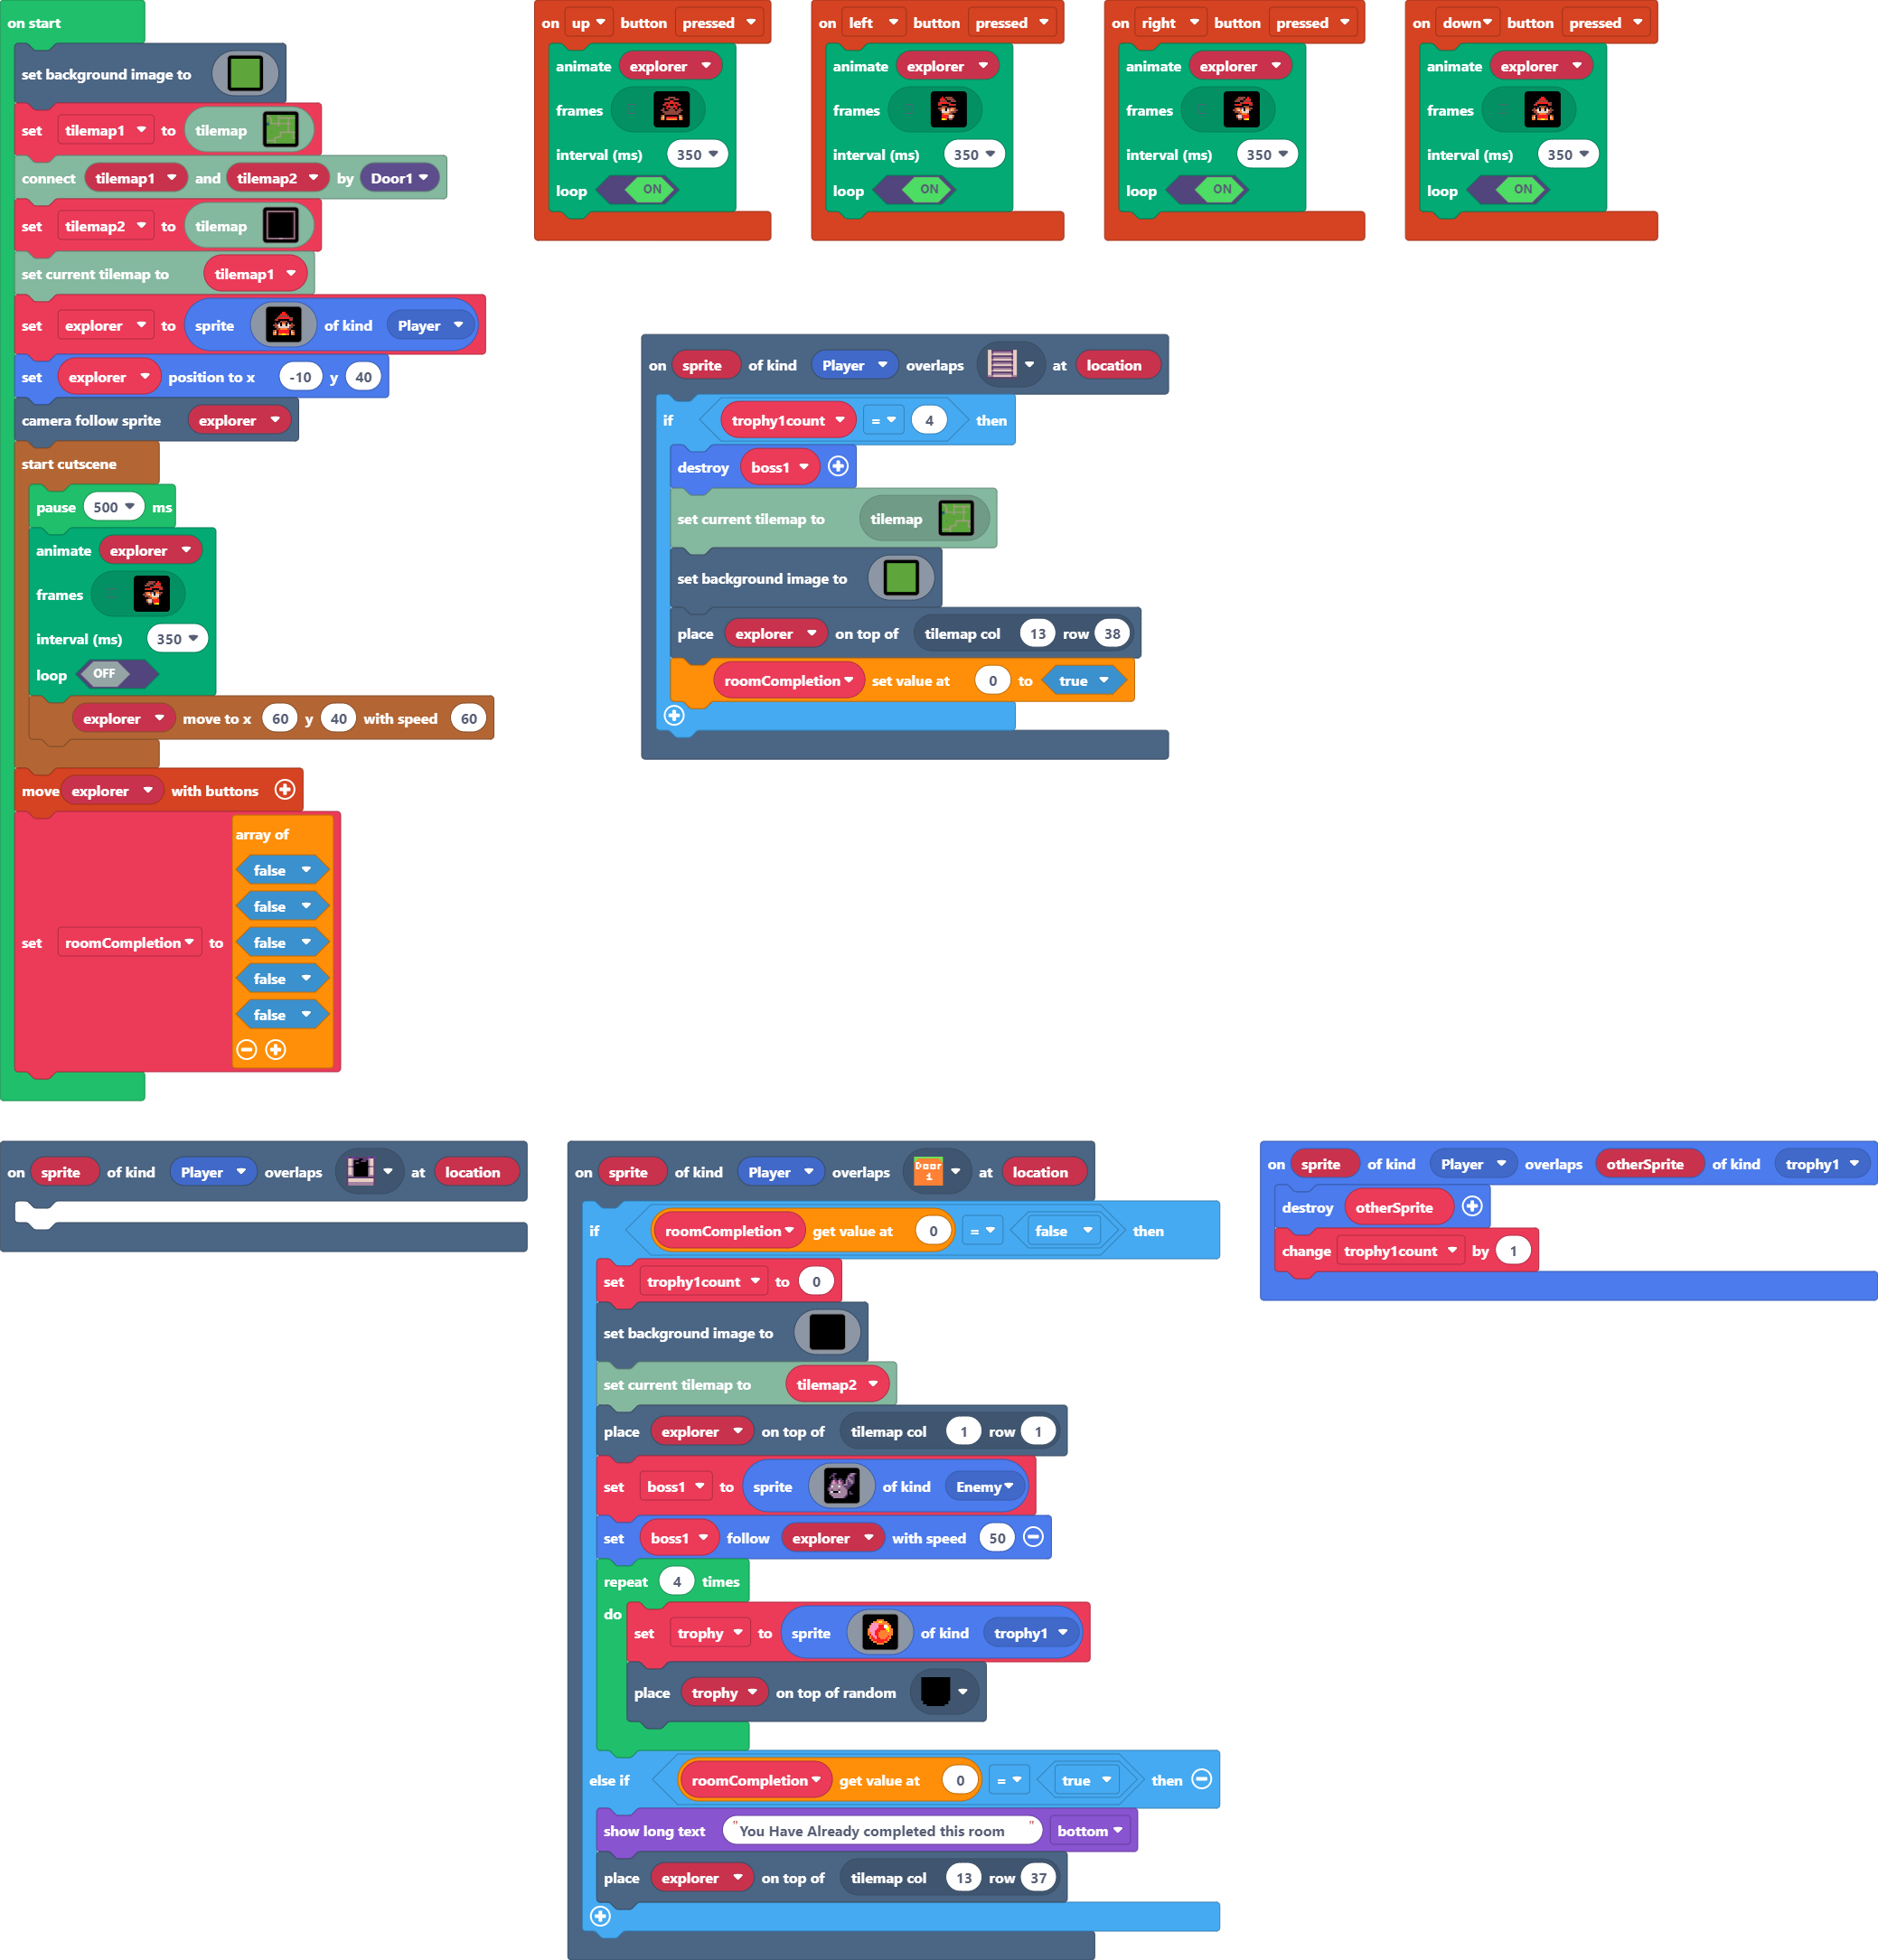 on start
set background image to
set tilemap1 to tilemap
connect tilemap1 and tilemap2 by Door1
set tilemap2 to tilemap
set current tilemap to tilemap1
set explorer to sprite of kind Player
set explorer position to x -10 y 40
camera follow sprite explorer
start cutscene
pause 500 ms
animate explorer
frames
interval (ms) 350
loop OFF
explorer move to x 60 y 40 with speed 60
move explorer with buttons
set roomCompletion to array of
false
false
false
false
false
on up button pressed
animate explorer
frames
interval (ms) 350
loop ON
on left button pressed
animate explorer
frames
interval (ms) 350
loop ON
on right button pressed
animate explorer
frames
interval (ms) 350
loop ON
on down button pressed
animate explorer
frames
interval (ms) 350
loop ON
on sprite of kind Player overlaps at location
if trophy1count = 4 then
destroy boss1
set current tilemap to tilemap
set background image to
place explorer on top of tilemap col 13 row 38
roomCompletion set value at 0 to true
on sprite of kind Player overlaps at location
on sprite of kind Player overlaps Door 1 at location
if roomCompletion get value at 0 = false then
set trophy1count to 0
set background image to
set current tilemap to tilemap2
place explorer on top of tilemap col 1 row 1
set boss1 to sprite of kind Enemy
set boss1 follow explorer with speed 50
repeat 4 times
do
set trophy to sprite of kind trophy1
place trophy on top of random
else if roomCompletion get value at 0 = true then
show long text "You Have Already completed this room " bottom
place explorer on top of tilemap col 13 row 37
on sprite of kind Player overlaps otherSprite of kind trophy1
destroy otherSprite
change trophy1count by 1